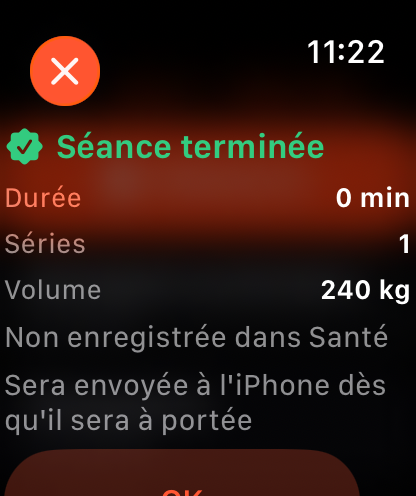 11:22
Séance terminée
Durée 0 min
Séries 1
Volume 240 kg
Non enregistrée dans Santé
Sera envoyée à l'iPhone dès
qu'il sera à portée
OK